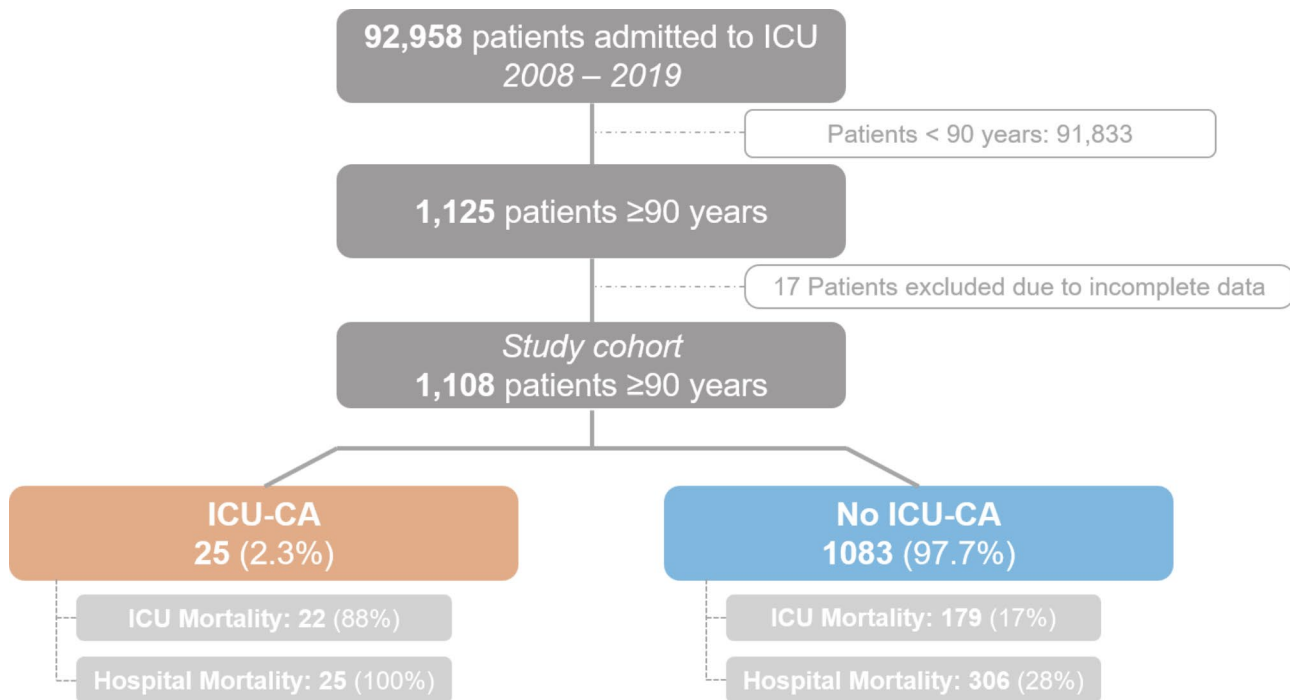 92,958 patients admitted to ICU
2008 – 2019
Patients < 90 years: 91,833
1,125 patients ≥90 years
17 Patients excluded due to incomplete data
Study cohort
1,108 patients ≥90 years
ICU-CA
25 (2.3%)
ICU Mortality: 22 (88%)
Hospital Mortality: 25 (100%)
No ICU-CA
1083 (97.7%)
ICU Mortality: 179 (17%)
Hospital Mortality: 306 (28%)